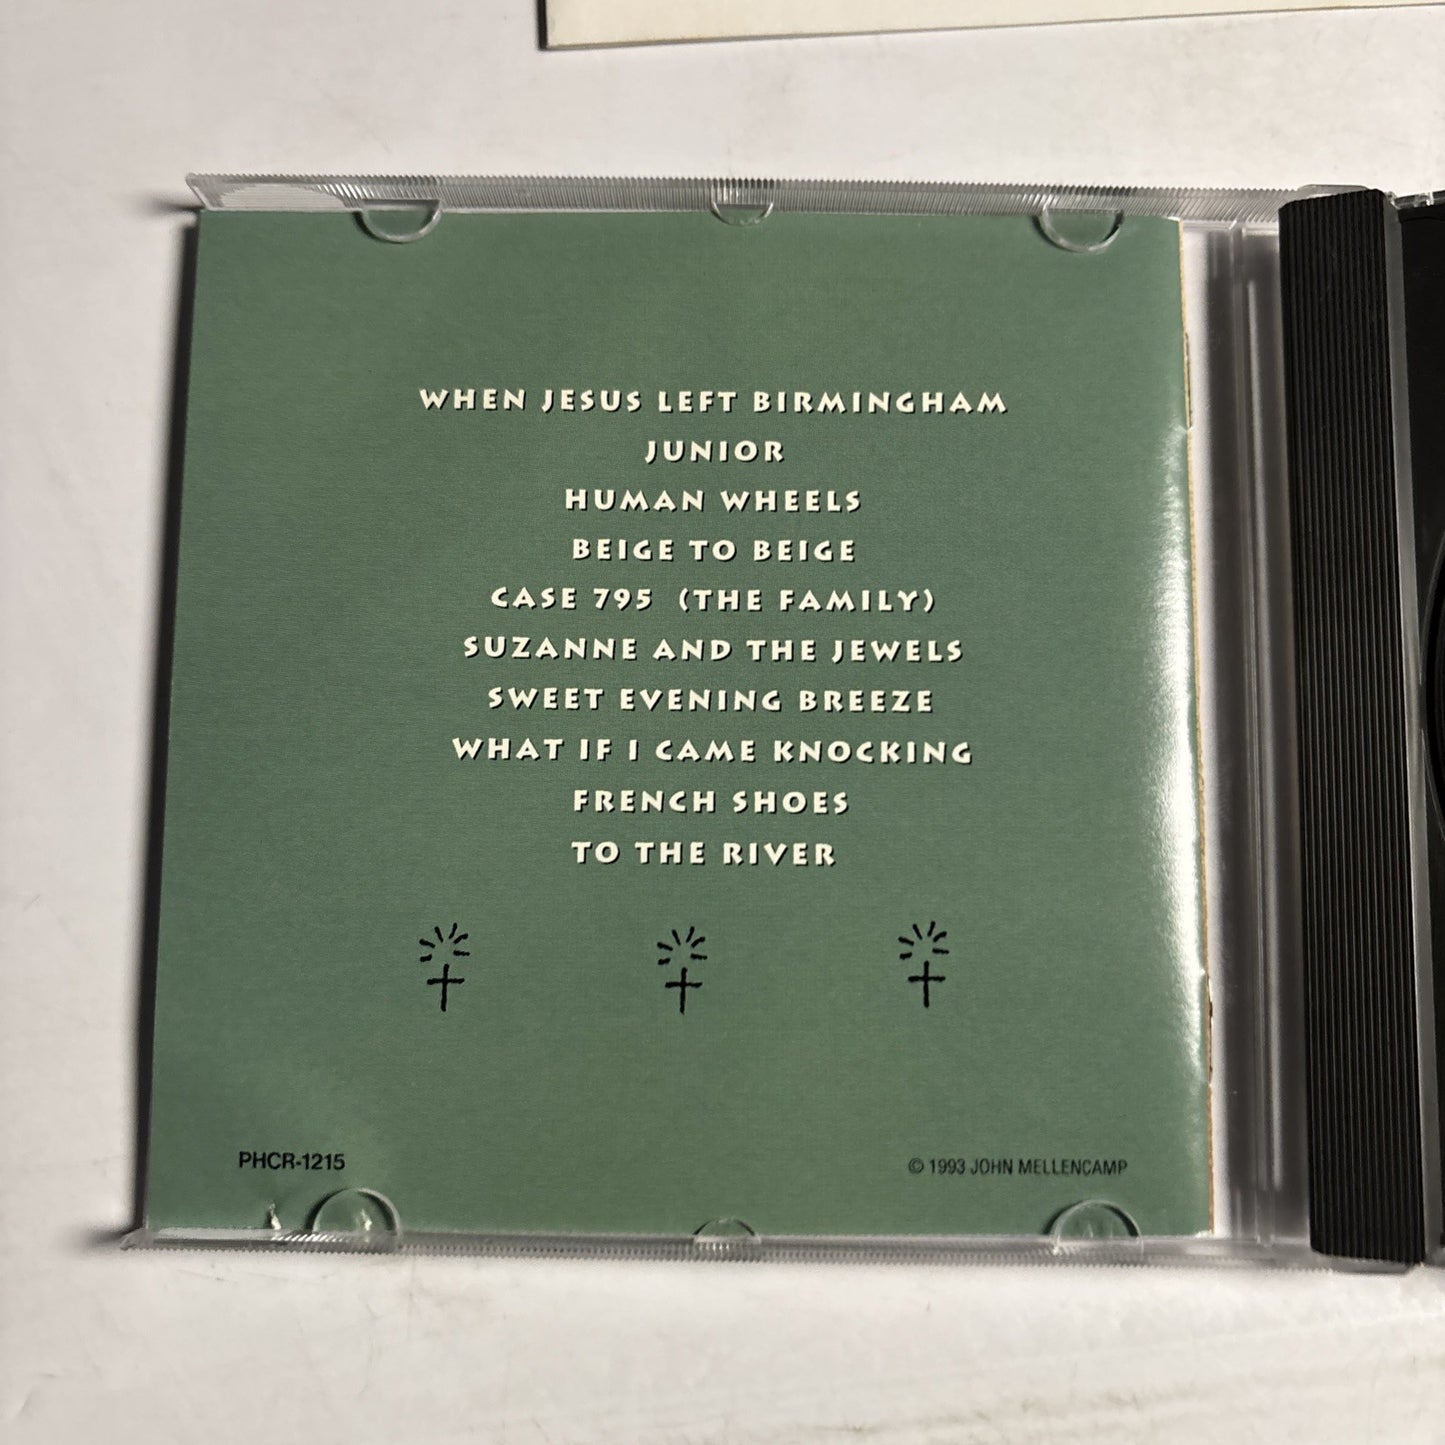 WHEN JESUS LEFT BIRMINGHAM
JUNIOR
HUMAN WHEELS
BEIGE TO BEIGE
CASE 795 (THE FAMILY)
SUZANNE AND THE JEWELS
SWEET EVENING BREEZE
WHAT IF I CAME KNOCKING
FRENCH SHOES
TO THE RIVER
PHCR-1215
© 1993 JOHN MELLENCAMP